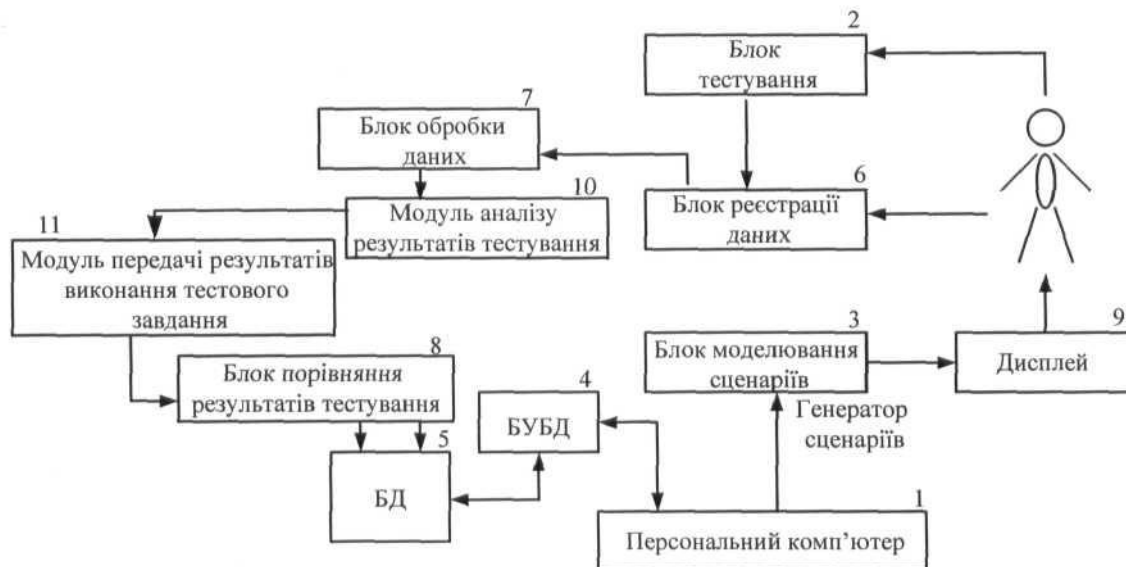 2
Блок
тестування
7
Блок обробки
даних
6
Блок реєстрації
даних
10
Модуль аналізу
результатів тестування
11
Модуль передачі результатів
виконання тестового
завдання
3
Блок моделювання
сценаріїв
9
Дисплей
8
Блок порівняння
результатів тестування
4
БУБД
Генератор
сценаріїв
5
БД
1
Персональний комп’ютер